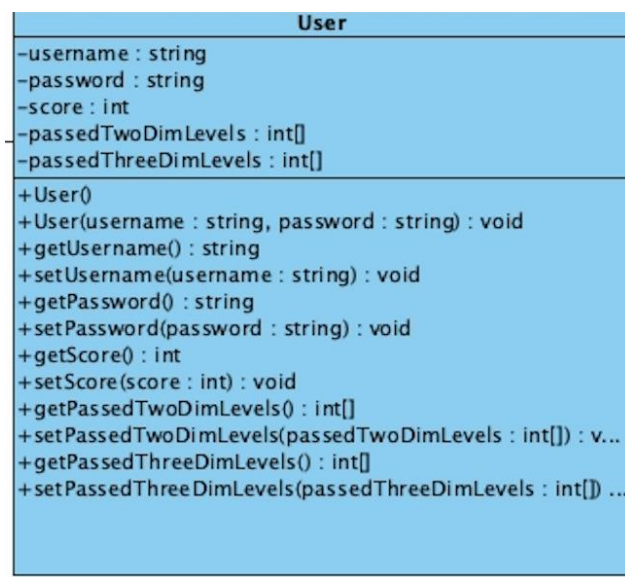 User
-username : string
-password : string
-score : int
-passedTwoDimLevels : int[]
-passedThreeDimLevels : int[]
+User()
+User(username : string, password : string) : void
+getUsername() : string
+setUsername(username : string) : void
+getPassword() : string
+setPassword(password : string) : void
+getScore() : int
+setScore(score : int) : void
+getPassedTwoDimLevels() : int[]
+setPassedTwoDimLevels(passedTwoDimLevels : int[]) : v...
+getPassedThreeDimLevels() : int[]
+setPassedThreeDimLevels(passedThreeDimLevels : int[]) ...